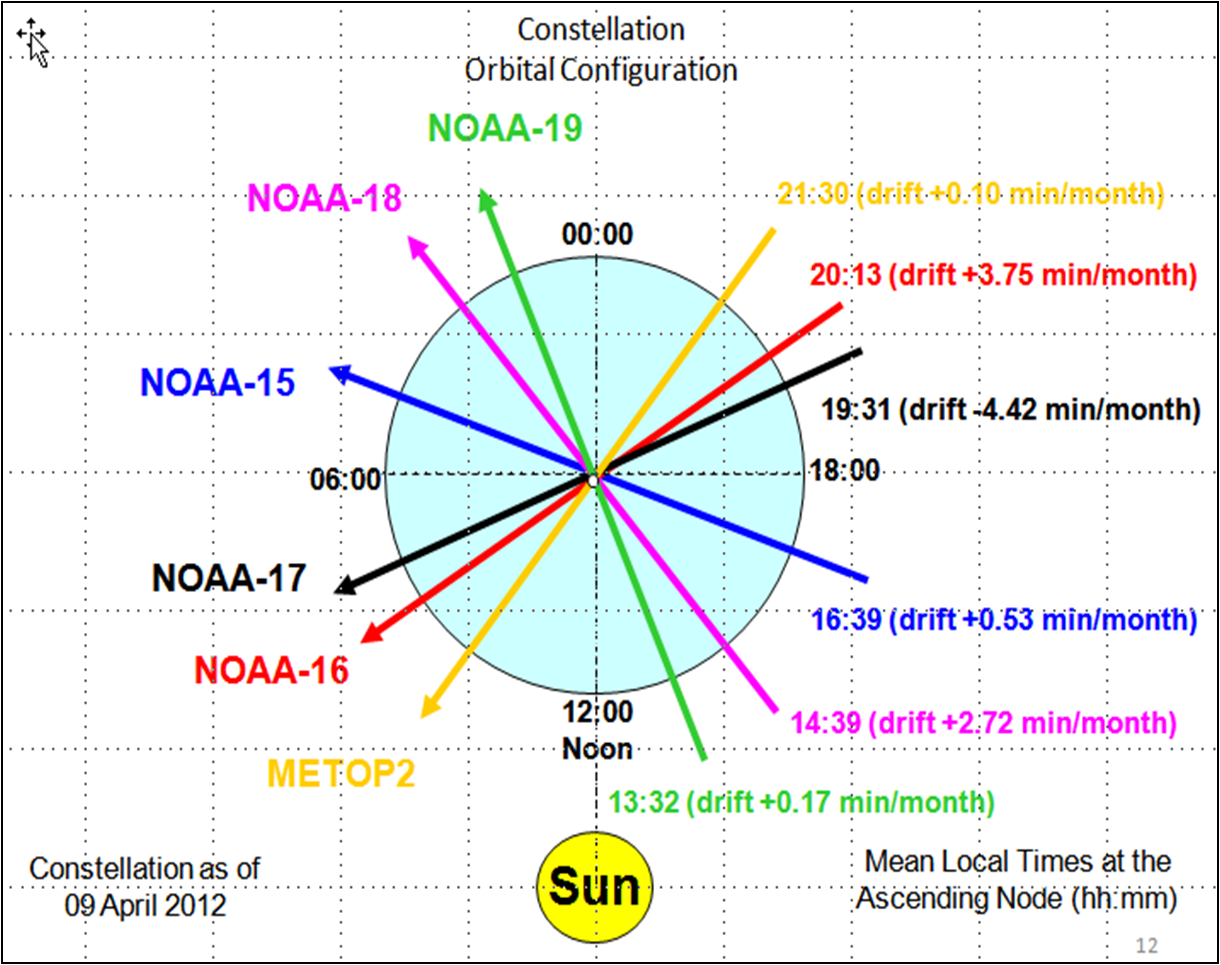 Constellation
Orbital Configuration
NOAA-19
NOAA-18
21:30 (drift +0.10 min/month)
00:00
20:13 (drift +3.75 min/month)
NOAA-15
19:31 (drift -4.42 min/month)
06:00
18:00
NOAA-17
16:39 (drift +0.53 min/month)
NOAA-16
12:00
Noon
14:39 (drift +2.72 min/month)
METOP2
13:32 (drift +0.17 min/month)
Sun
Constellation as of
09 April 2012
Mean Local Times at the
Ascending Node (hh:mm)
12